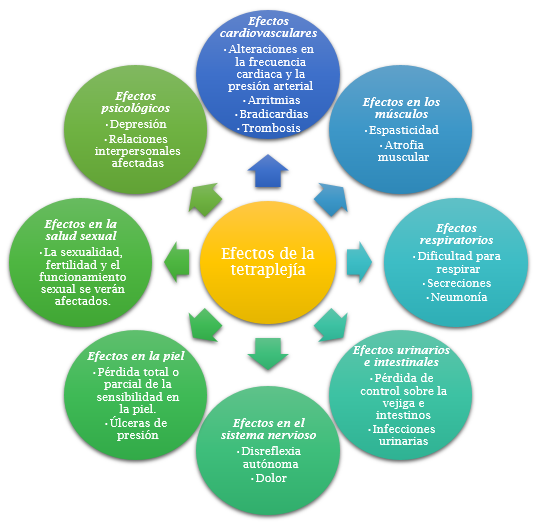 Efectos
cardiovasculares
·Alteraciones en
la frecuencia
cardiaca y la
presión arterial
·Arritmias
·Bradicardias
·Trombosis
Efectos en los
músculos
·Espasticidad
·Atrofia
muscular
Efectos
respiratorios
·Dificultad para
respirar
·Secreciones
·Neumonía
Efectos urinarios
e intestinales
·Pérdida de
control sobre la
vejiga e
intestinos
·Infecciones
urinarias
Efectos en el
sistema nervioso
·Disreflexia
autónoma
·Dolor
Efectos en la piel
·Pérdida total o
parcial de la
sensibilidad en
la piel.
·Úlceras de
presión
Efectos en la
salud sexual
·La sexualidad,
fertilidad y el
funcionamiento
sexual se verán
afectados.
Efectos
psicológicos
·Depresión
·Relaciones
interpersonales
afectadas
Efectos de la
tetraplejía